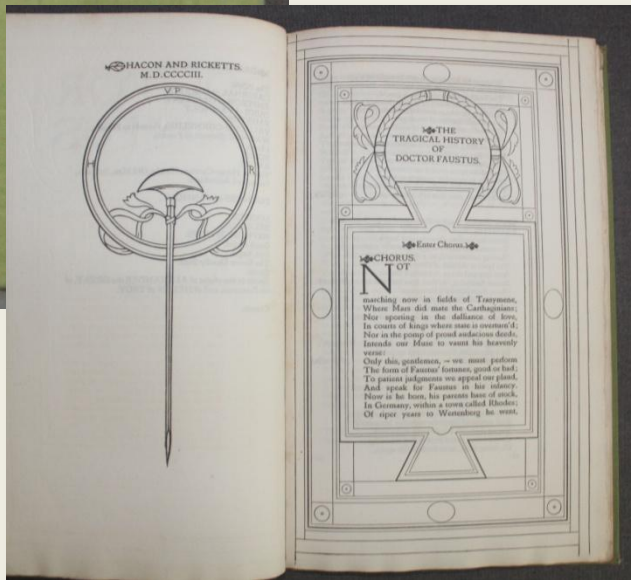 HACON AND RICKETTS.
M.D.CCCCIII.
V P
R
THE
TRAGICAL HISTORY
OF
DOCTOR FAUSTUS.
Enter Chorus.
CHORUS.
NOT
marching now in fields of Trasymene,
Where Mars did mate the Carthaginians;
Nor sporting in the dalliance of love,
In courts of kings where state is overturn'd;
Nor in the pomp of proud audacious deeds,
Intends our Muse to vaunt his heavenly
verse:
Only this, gentlemen, – we must perform
The form of Faustus' fortunes, good or bad;
To patient judgments we appeal our plaud,
And speak for Faustus in his infancy.
Now is he born, his parents base of stock,
In Germany, within a town called Rhodes;
Of riper years to Wertenberg he went,